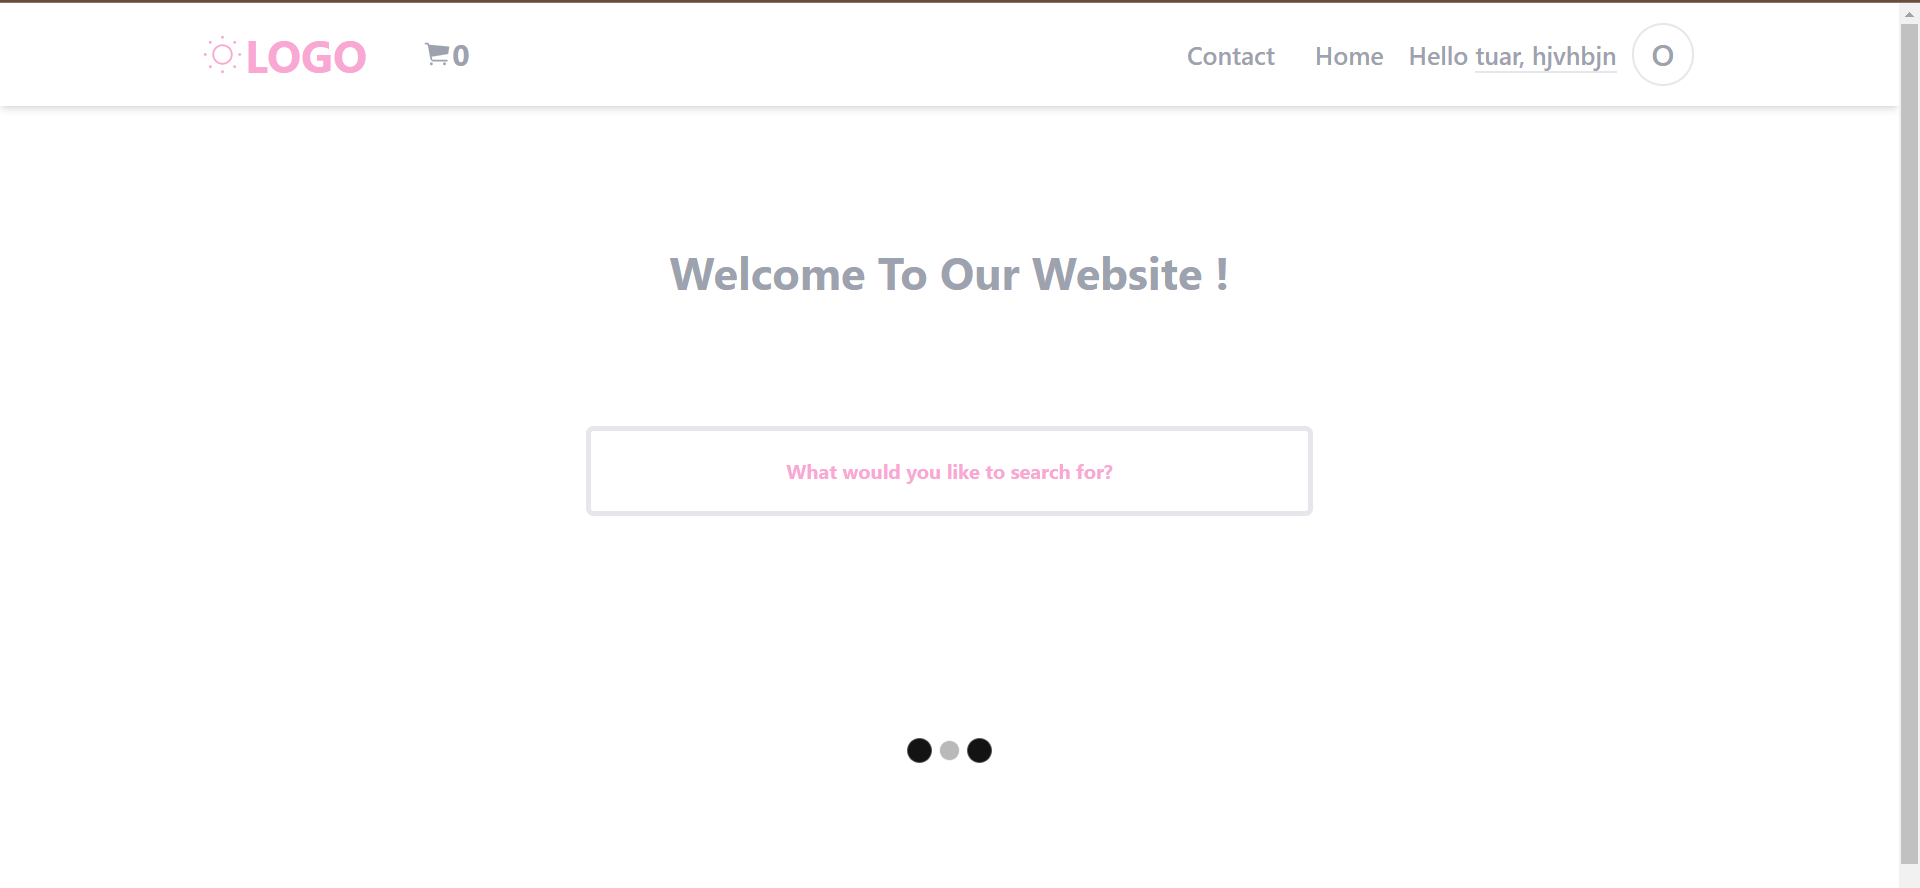 LOGO 0 Contact Home Hello tuar, hjvhbjn O
Welcome To Our Website !
What would you like to search for?